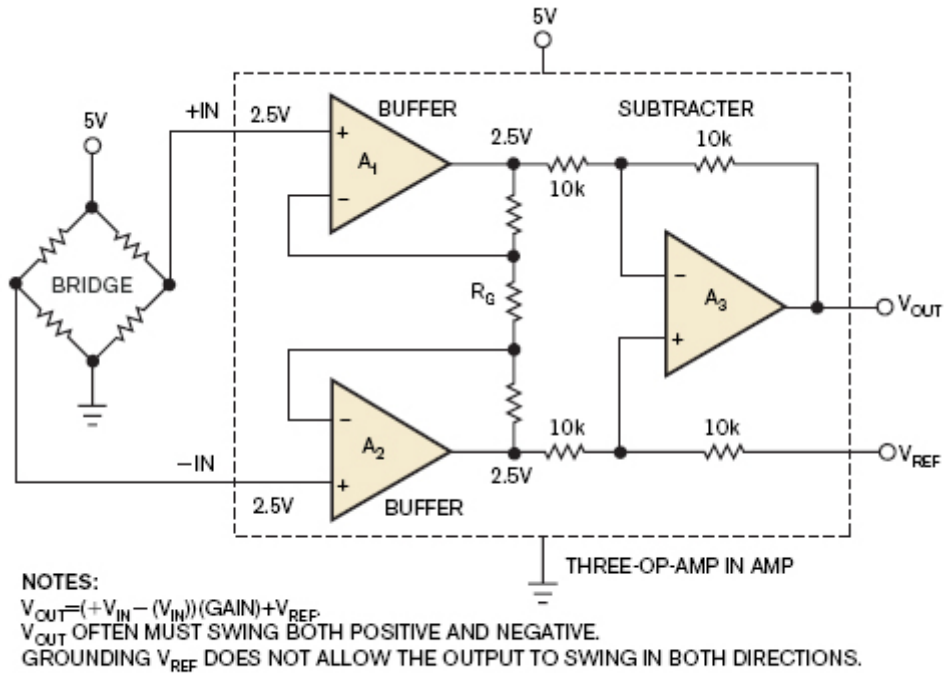 5V
+IN
2.5V
BUFFER
SUBTRACTER
5V
2.5V
10k
+
A1
−
10k
BRIDGE
RG
−
A3
+
VOUT
−
A2
+
10k
10k
VREF
−IN
2.5V
2.5V
BUFFER
THREE-OP-AMP IN AMP
NOTES:
VOUT=(+VIN−(VIN))(GAIN)+VREF.
VOUT OFTEN MUST SWING BOTH POSITIVE AND NEGATIVE.
GROUNDING VREF DOES NOT ALLOW THE OUTPUT TO SWING IN BOTH DIRECTIONS.